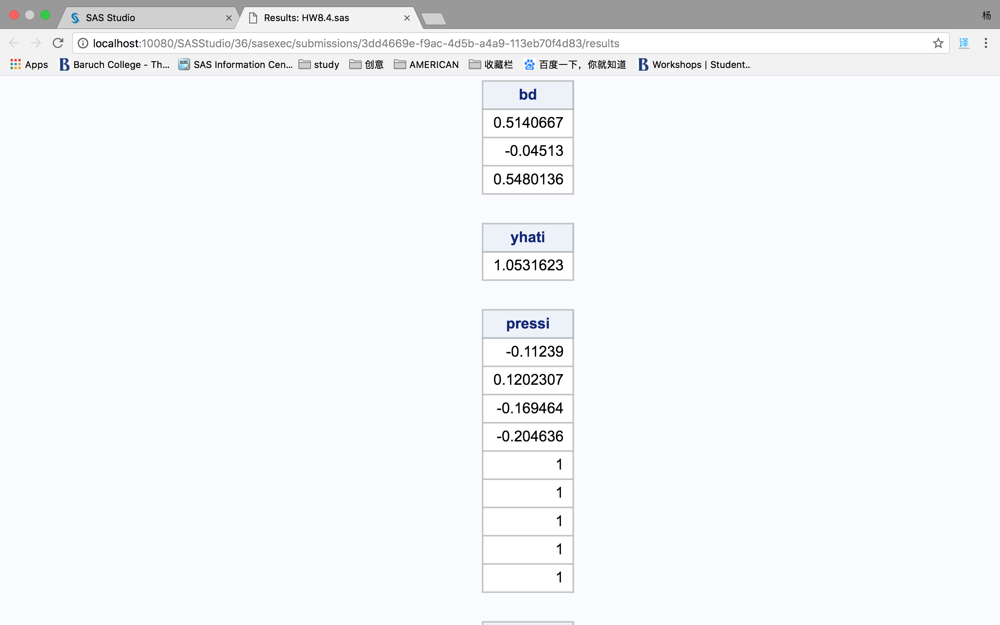 SAS Studio
Results: HW8.4.sas
杨
localhost:10080/SASStudio/36/sasexec/submissions/3dd4669e-f9ac-4d5b-a4a9-113eb70f4d83/results
译
Apps
B Baruch College - Th...
sas SAS Information Cen...
study
创意
AMERICAN
收藏栏
du 百度一下，你就知道
B Workshops | Student...
bd
0.5140667
-0.04513
0.5480136
yhati
1.0531623
pressi
-0.11239
0.1202307
-0.169464
-0.204636
1
1
1
1
1